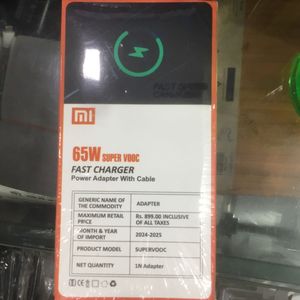 FAST SPEED
mi
65W SUPER VOOC
FAST CHARGER
Power Adapter With Cable
GENERIC NAME OF THE COMMODITY ADAPTER
MAXIMUM RETAIL PRICE Rs. 899.00 INCLUSIVE OF ALL TAXES
MONTH & YEAR OF IMPORT 2024-2025
PRODUCT MODEL SUPERVOOC
NET QUANTITY 1N Adapter